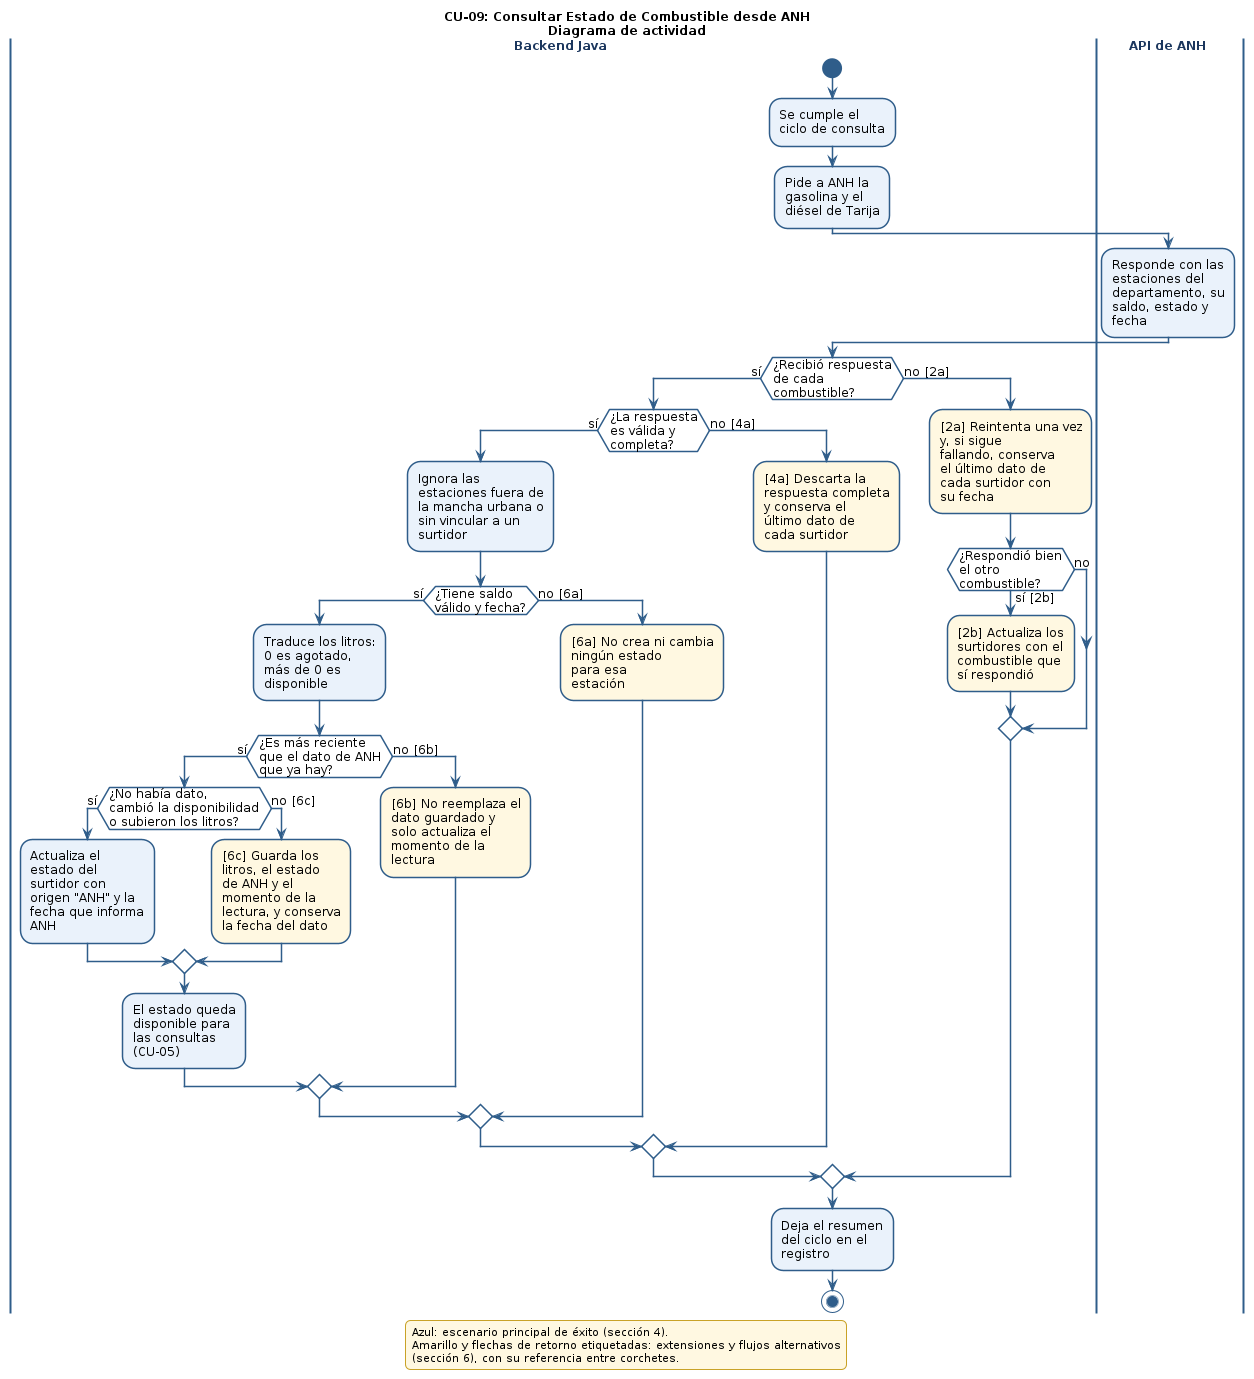 CU-09: Consultar Estado de Combustible desde ANH
Diagrama de actividad
Backend Java
API de ANH
Se cumple el
ciclo de consulta
Pide a ANH la
gasolina y el
diésel de Tarija
Responde con las
estaciones del
departamento, su
saldo, estado y
fecha
¿Recibió respuesta
de cada
combustible?
sí
no [2a]
¿La respuesta
es válida y
completa?
sí
no [4a]
[2a] Reintenta una vez
y, si sigue
fallando, conserva
el último dato de
cada surtidor con
su fecha
Ignora las
estaciones fuera de
la mancha urbana o
sin vincular a un
surtidor
[4a] Descarta la
respuesta completa
y conserva el
último dato de
cada surtidor
¿Respondió bien
el otro
combustible?
no
sí [2b]
[2b] Actualiza los
surtidores con el
combustible que
sí respondió
¿Tiene saldo
válido y fecha?
sí
no [6a]
Traduce los litros:
0 es agotado,
más de 0 es
disponible
[6a] No crea ni cambia
ningún estado
para esa
estación
¿Es más reciente
que el dato de ANH
que ya hay?
sí
no [6b]
¿No había dato,
cambió la disponibilidad
o subieron los litros?
sí
no [6c]
[6b] No reemplaza el
dato guardado y
solo actualiza el
momento de la
lectura
Actualiza el
estado del
surtidor con
origen "ANH" y la
fecha que informa
ANH
[6c] Guarda los
litros, el estado
de ANH y el
momento de la
lectura, y conserva
la fecha del dato
El estado queda
disponible para
las consultas
(CU-05)
Deja el resumen
del ciclo en el
registro
Azul: escenario principal de éxito (sección 4).
Amarillo y flechas de retorno etiquetadas: extensiones y flujos alternativos
(sección 6), con su referencia entre corchetes.